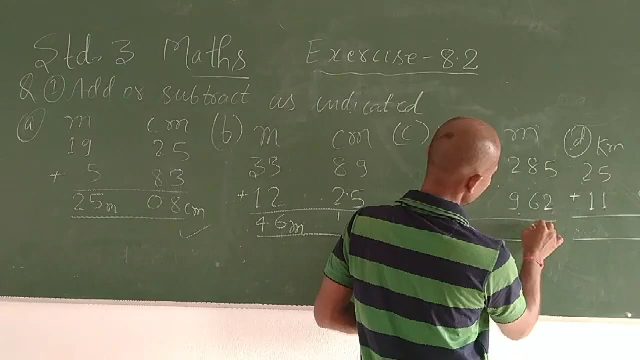 Std. 3 Maths Exercise - 8.2
Q ① Add or subtract as indicated
(a) m cm (b) m cm (c) m (d) Km
19 25 33 89 285 25
+ 5 83 + 12 25 962 + 11
25m 08cm 46m 1